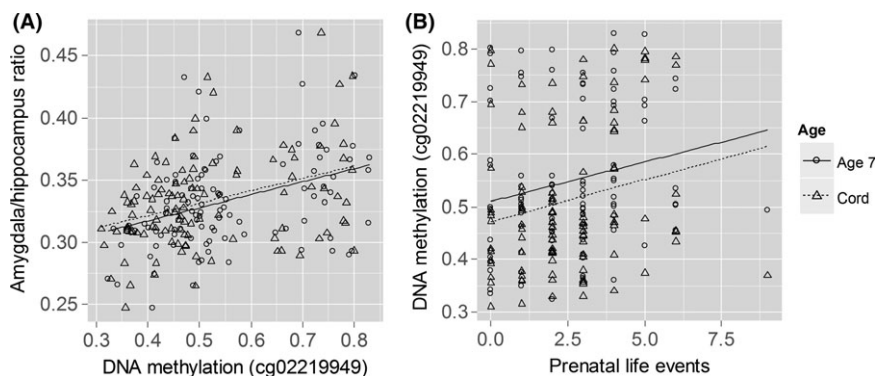 (A)
Amygdala/hippocampus ratio
0.45
0.40
0.35
0.30
0.25
0.3 0.4 0.5 0.6 0.7 0.8
DNA methylation (cg02219949)
(B)
DNA methylation (cg02219949)
0.8
0.7
0.6
0.5
0.4
0.3
0.0 2.5 5.0 7.5
Prenatal life events
Age
Age 7
Cord